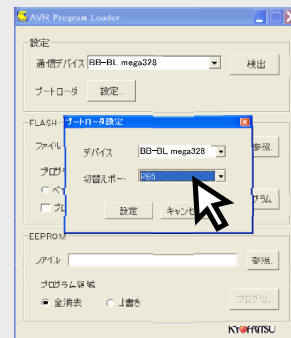 AVR Program Loader
設定
通信デバイス BB-BL mega328 検出
ブートローダ 設定..
FLASH
ブートローダ設定
ファイル 参照.
デバイス BB-BL mega328
切替えポー PB5
設定 キャンセ
EEPROM
ファイル 参照.
プログラム領域
全消去 上書き
プログラム
KYOHRITSU